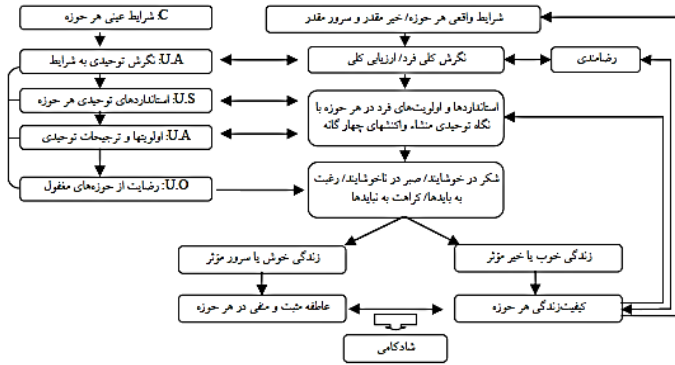 C: شرایط عینی هر حوزه
شرایط واقعی هر حوزه/ خیر مقدر و سرور مقدر
U.A: نگرش توحیدی به شرایط
نگرش کلی فرد/ ارزیابی کلی
رضامندی
U.S: استانداردهای توحیدی هر حوزه
استانداردها و اولویت‌های فرد در هر حوزه با
نگاه توحیدی منشاء واکنشهای چهار گانه
U.A: اولویتها و ترجیحات توحیدی
U.O: رضایت از حوزه‌های مغفول
شکر در خوشایند/ صبر در ناخوشایند/ رغبت
به بایدها/ کراهت به نبایدها
زندگی خوش یا سرور مؤثر
زندگی خوب یا خیر مؤثر
عاطفه مثبت و منفی در هر حوزه
کیفیت‌زندگی هر حوزه
شادکامی